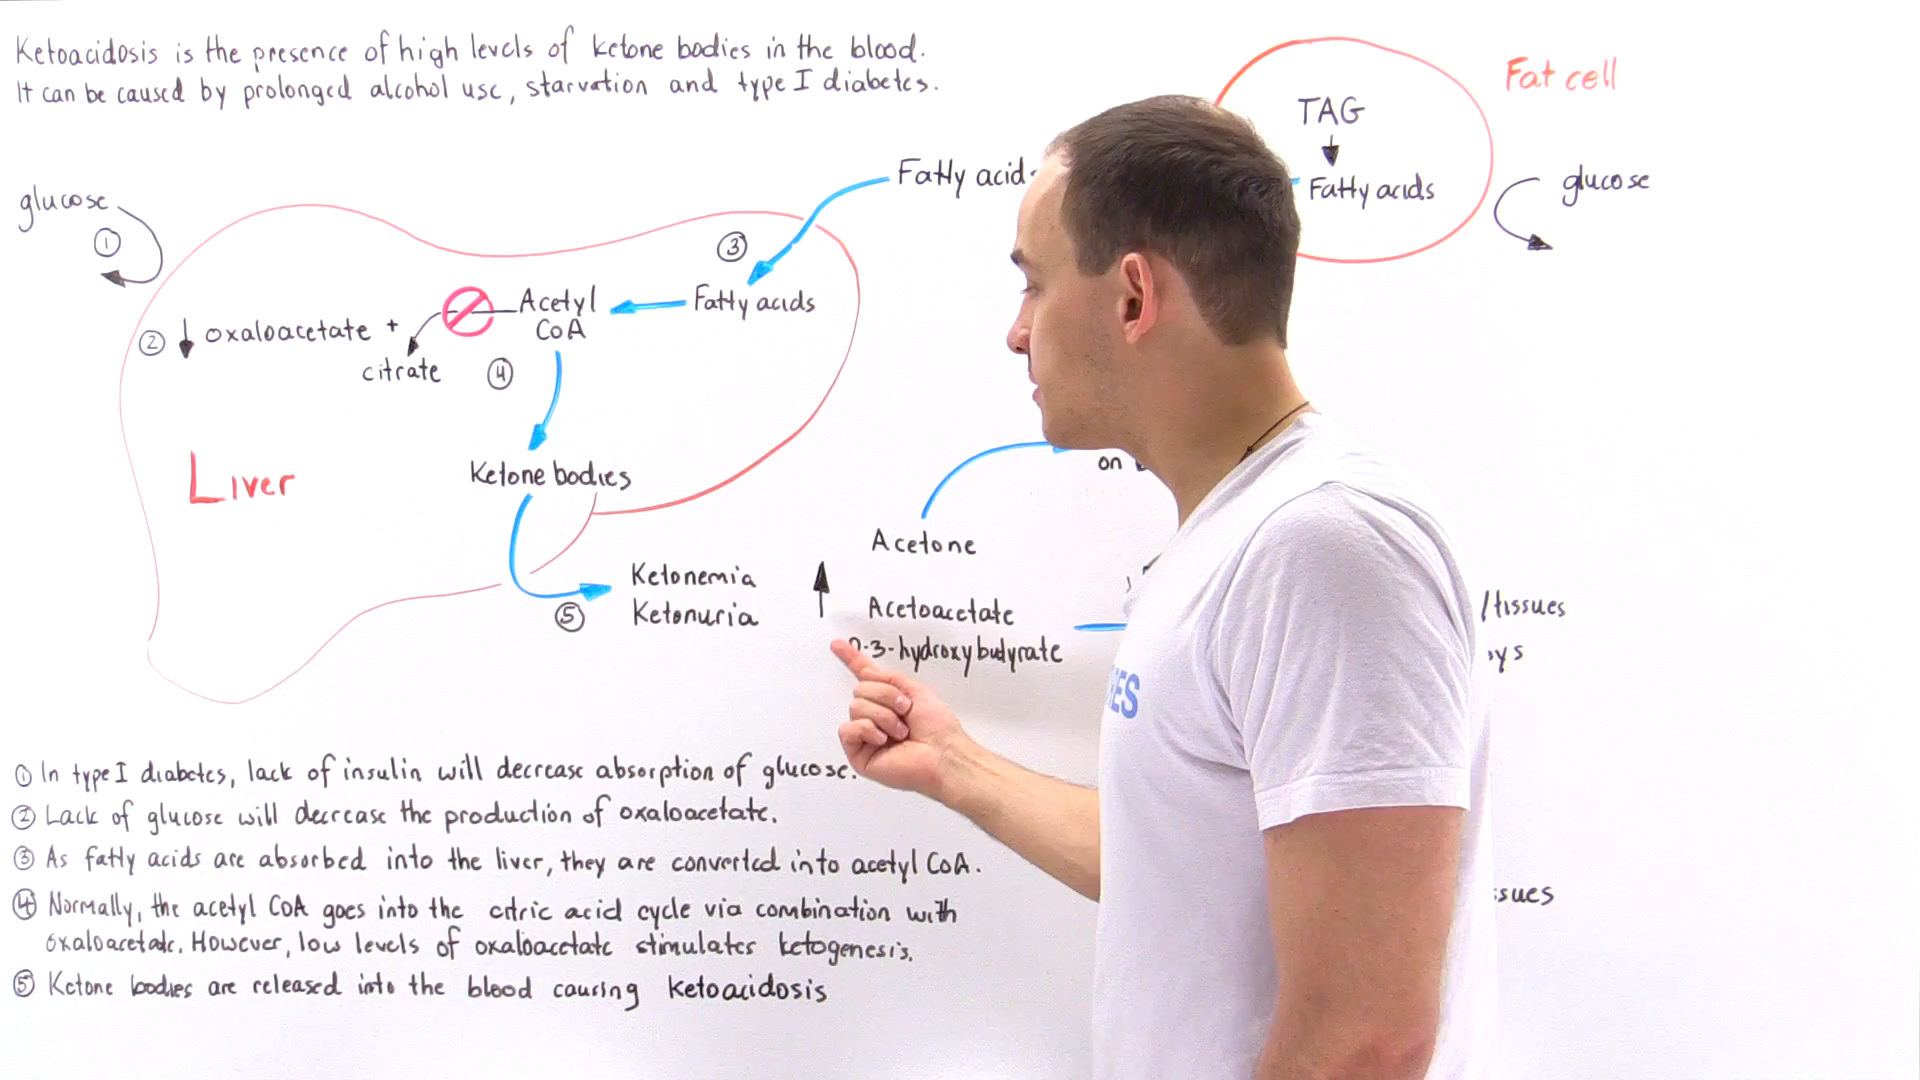 Ketoacidosis is the presence of high levels of ketone bodies in the blood.
It can be caused by prolonged alcohol use, starvation and type I diabetes.
Fat cell
TAG
Fatty acids
glucose
Fatty acid
glucose
①
③
Fatty acids
Acetyl
CoA
② oxaloacetate +
citrate
④
Liver
Ketone bodies
on
Acetone
Ketonemia
Ketonuria
⑤
Acetoacetate
-3-hydroxybutyrate
/tissues
ys
ES
① In type I diabetes, lack of insulin will decrease absorption of glucose.
② Lack of glucose will decrease the production of oxaloacetate.
③ As fatty acids are absorbed into the liver, they are converted into acetyl CoA.
④ Normally, the acetyl CoA goes into the citric acid cycle via combination with
oxaloacetate. However, low levels of oxaloacetate stimulates ketogenesis.
⑤ Ketone bodies are released into the blood causing ketoacidosis
ssues